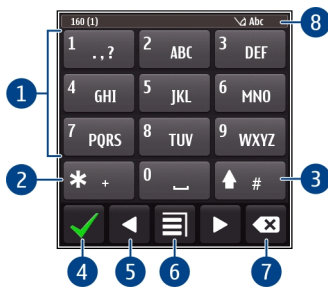 160 (1) Abc 8
1 .,? 2 ABC 3 DEF
1
4 GHI 5 JKL 6 MNO
7 PQRS 8 TUV 9 WXYZ
2 * + 0 # 3
4 5 6 7